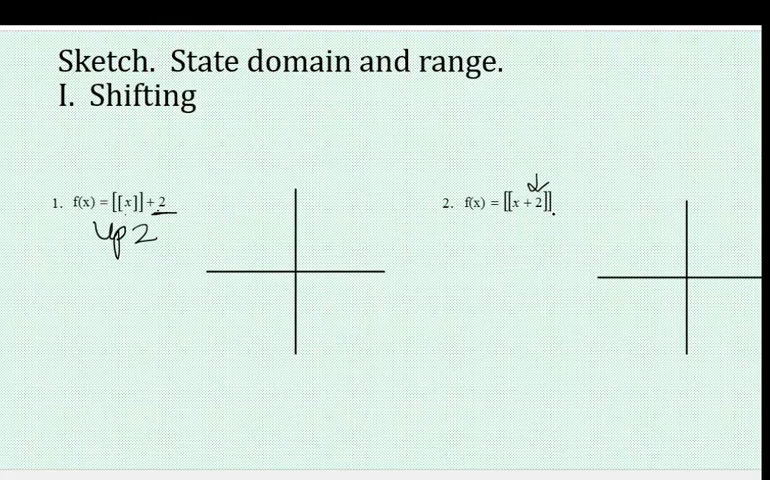 Sketch. State domain and range.
I. Shifting
1. f(x) = [[x]] + 2
2. f(x) = [[x + 2]]
up 2